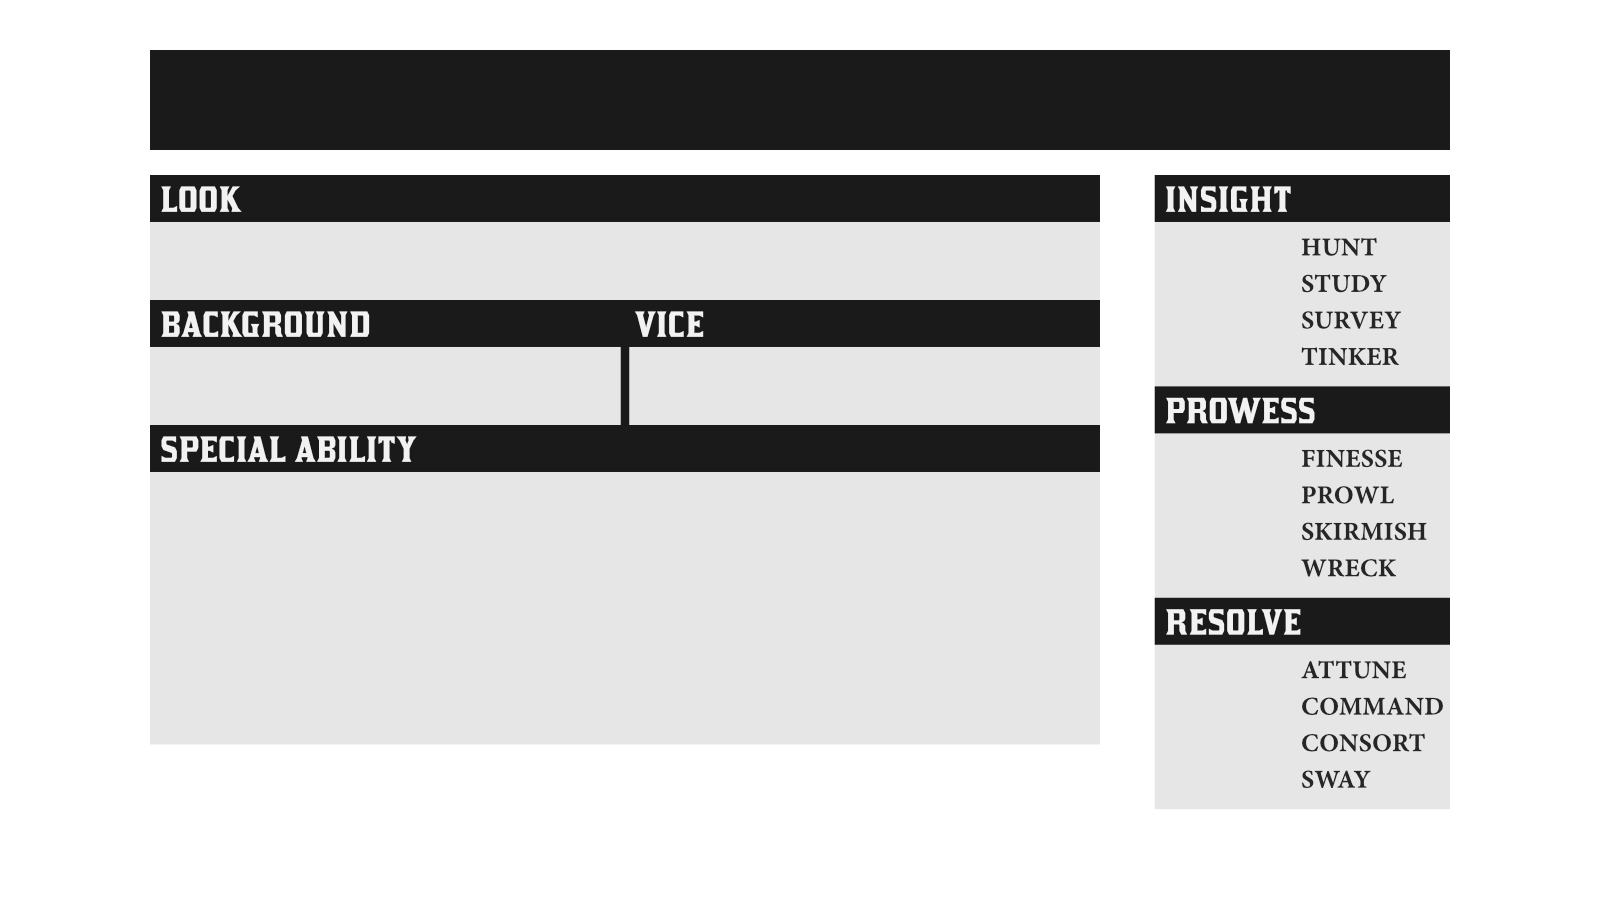 LOOK
BACKGROUND
VICE
SPECIAL ABILITY
INSIGHT
HUNT
STUDY
SURVEY
TINKER
PROWESS
FINESSE
PROWL
SKIRMISH
WRECK
RESOLVE
ATTUNE
COMMAND
CONSORT
SWAY